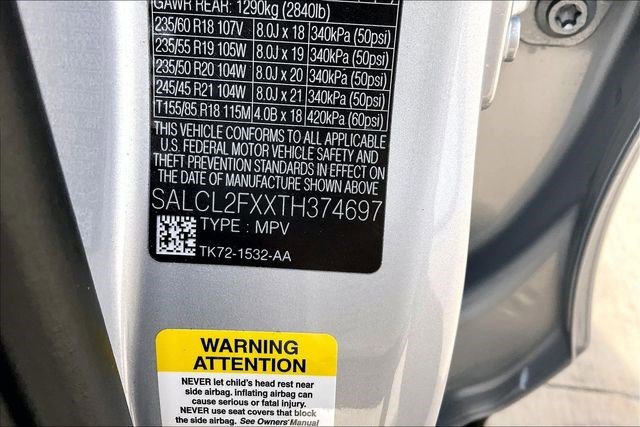 GAWR REAR: 1290kg (2840lb)
235/60 R18 107V 8.0J x 18 340kPa (50psi)
235/55 R19 105W 8.0J x 19 340kPa (50psi)
235/50 R20 104W 8.0J x 20 340kPa (50psi)
245/45 R21 104W 8.0J x 21 340kPa (50psi)
T155/85 R18 115M 4.0B x 18 420kPa (60psi)
THIS VEHICLE CONFORMS TO ALL APPLICABLE
U.S. FEDERAL MOTOR VEHICLE SAFETY AND
THEFT PREVENTION STANDARDS IN EFFECT ON
THE DATE OF MANUFACTURE SHOWN ABOVE
SALCL2FXXTH374697
TYPE : MPV
TK72-1532-AA
WARNING
ATTENTION
NEVER let child's head rest near
side airbag. inflating airbag can
cause serious or fatal injury.
NEVER use seat covers that block
the side airbag. See Owners' Manual